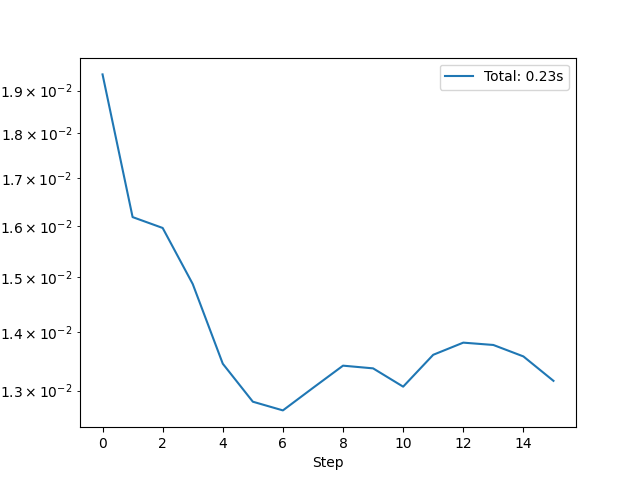 Total: 0.23s
1.9 × 10⁻²
1.8 × 10⁻²
1.7 × 10⁻²
1.6 × 10⁻²
1.5 × 10⁻²
1.4 × 10⁻²
1.3 × 10⁻²
0 2 4 6 8 10 12 14
Step